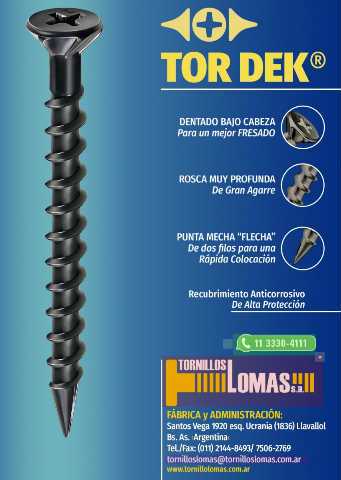 TOR DEK®
DENTADO BAJO CABEZA
Para un mejor FRESADO
ROSCA MUY PROFUNDA
De Gran Agarre
PUNTA MECHA “FLECHA”
De dos filos para una
Rápida Colocación
Recubrimiento Anticorrosivo
De Alta Protección
11 3330-4111
TORNILLOS
LOMAS S.A.
FÁBRICA y ADMINISTRACIÓN:
Santos Vega 1920 esq. Ucrania (1836) Llavallol
Bs. As. Argentina
Tel./Fax: (011) 2144-8493/ 7506-2769
tornilloslomas@tornilloslomas.com.ar
www.tornillolomas.com.ar